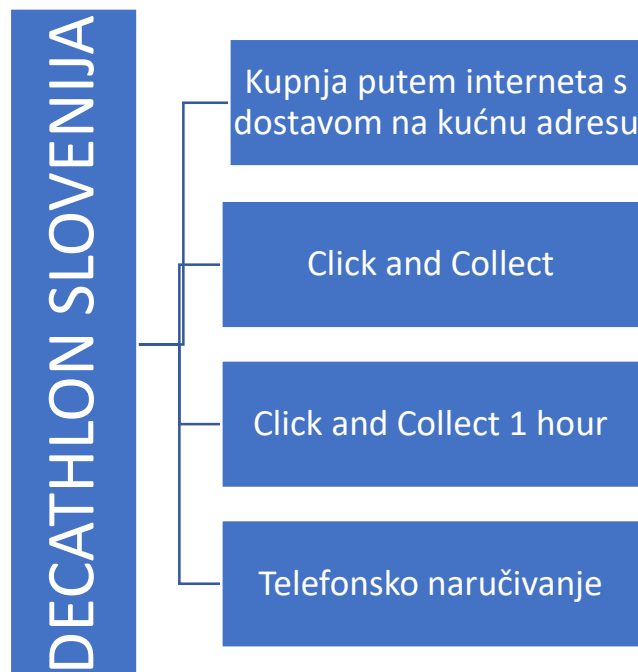 DECATHLON SLOVENIJA
Kupnja putem interneta s
dostavom na kućnu adresu
Click and Collect
Click and Collect 1 hour
Telefonsko naručivanje